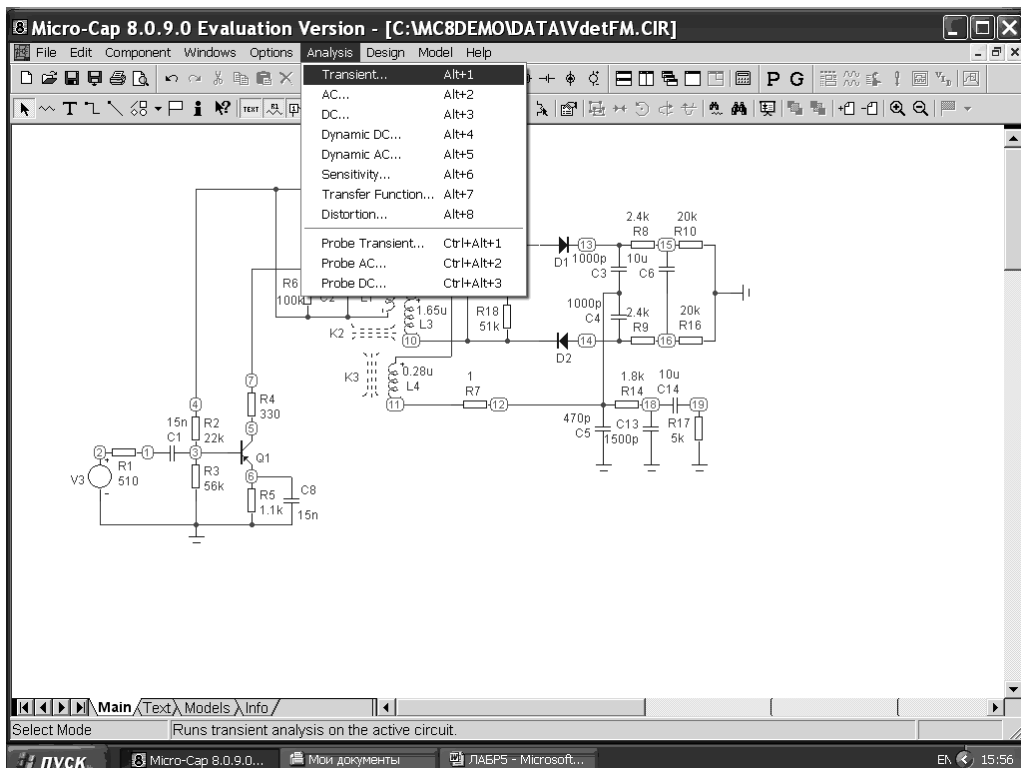 Micro-Cap 8.0.9.0 Evaluation Version - [C:\MC8DEMO\DATA\VdetFM.CIR]
File Edit Component Windows Options Analysis Design Model Help
P G
T
TEXT
Transient... Alt+1
AC... Alt+2
DC... Alt+3
Dynamic DC... Alt+4
Dynamic AC... Alt+5
Sensitivity... Alt+6
Transfer Function... Alt+7
Distortion... Alt+8
Probe Transient... Ctrl+Alt+1
Probe AC... Ctrl+Alt+2
Probe DC... Ctrl+Alt+3
2.4k 20k
R8 R10
13 15
D1 1000p 10u
C3 C6
R6
100k C2 L1
1.65u
L3
R18
51k
1000p
C4
2.4k 20k
R9 R16
K2
10 14 16
D2
K3
0.28u
L4
1
R7
1.8k 10u
R14 C14
11 12 18 19
7
R4
330
470p
C5
C13
1500p
R17
5k
4
15n
C1
R2
22k
5
2 1 3
Q1
R1
510
V3
R3
56k
6
R5
1.1k
C8
15n
Main Text Models Info
Select Mode Runs transient analysis on the active circuit.
пуск Micro-Cap 8.0.9.0... Мои документы ЛАБР5 - Microsoft... EN 15:56